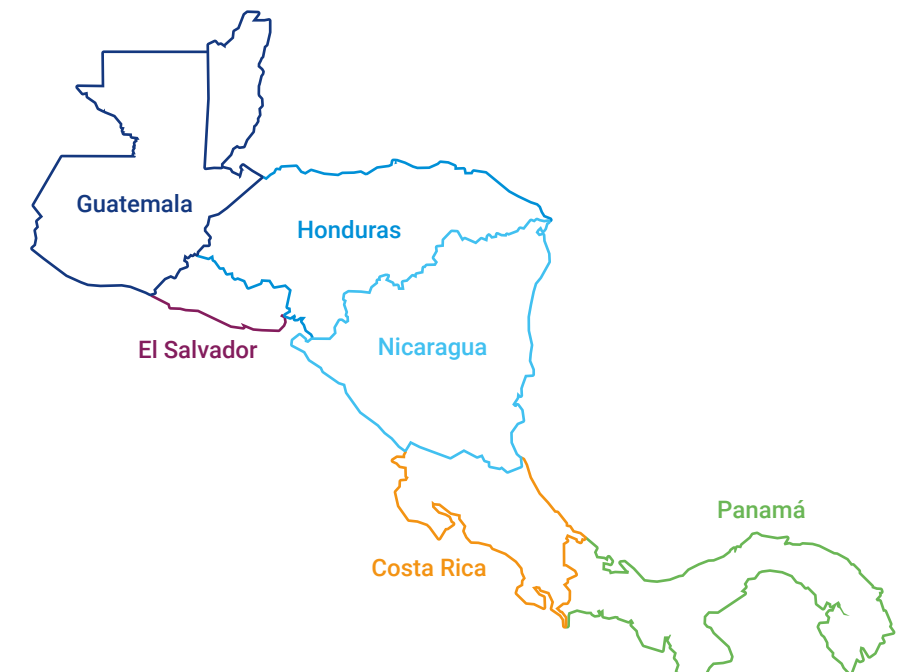 Guatemala
Honduras
El Salvador
Nicaragua
Panamá
Costa Rica